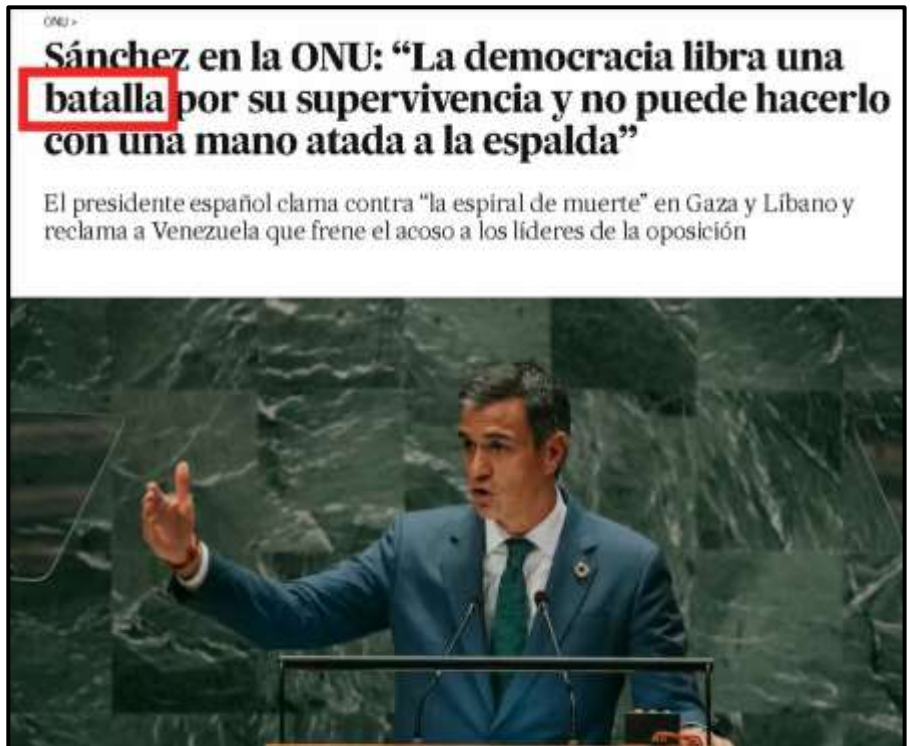 ONU >
Sánchez en la ONU: “La democracia libra una
batalla por su supervivencia y no puede hacerlo
con una mano atada a la espalda”
El presidente español clama contra “la espiral de muerte” en Gaza y Líbano y
reclama a Venezuela que frene el acoso a los líderes de la oposición